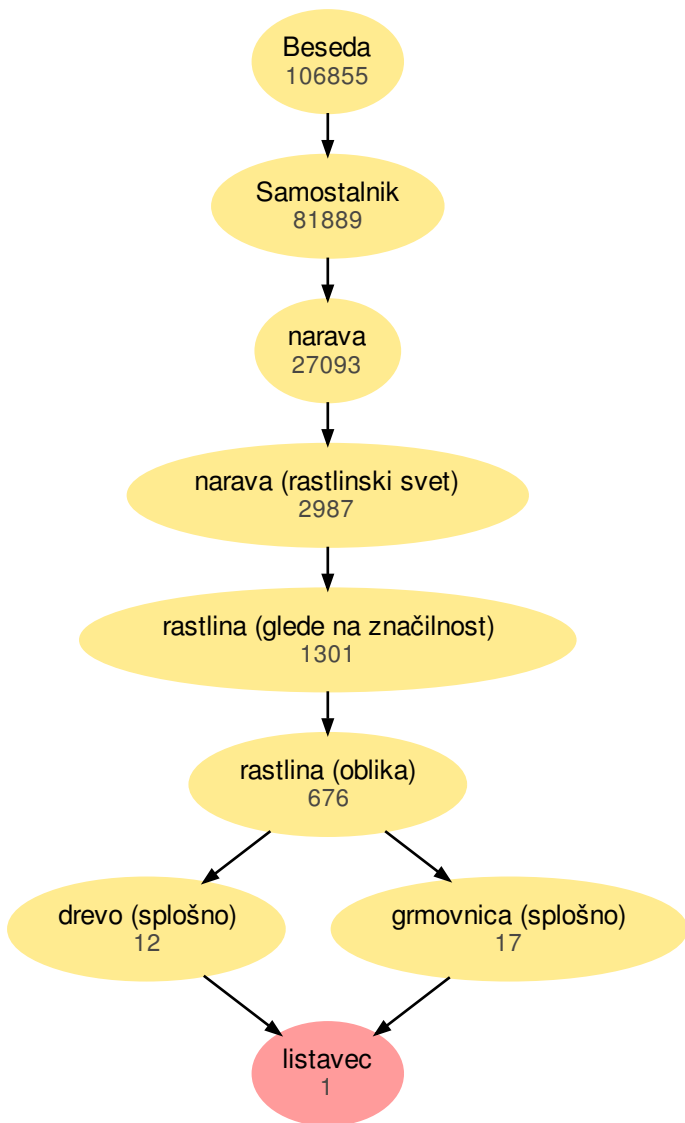 Beseda
106855
Samostalnik
81889
narava
27093
narava (rastlinski svet)
2987
rastlina (glede na značilnost)
1301
rastlina (oblika)
676
drevo (splošno)
12
grmovnica (splošno)
17
listavec
1